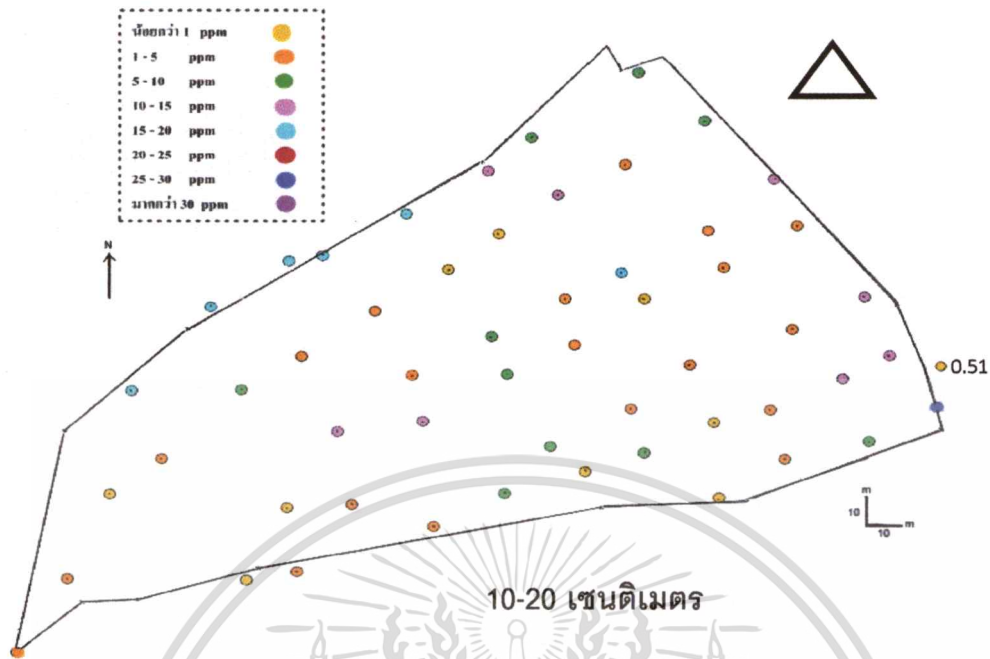 น้อยกว่า 1 ppm
1 - 5 ppm
5 - 10 ppm
10 - 15 ppm
15 - 20 ppm
20 - 25 ppm
25 - 30 ppm
มากกว่า 30 ppm
N
0.51
m
10
m
10
10-20 เซนติเมตร